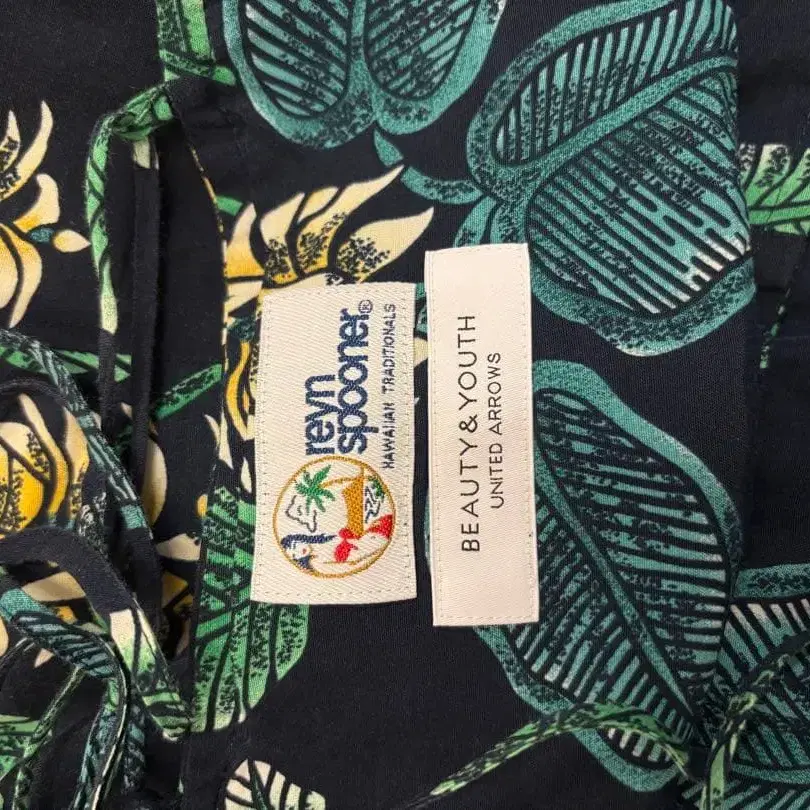 reyn
spooner®
HAWAIIAN TRADITIONALS
BEAUTY&YOUTH
UNITED ARROWS